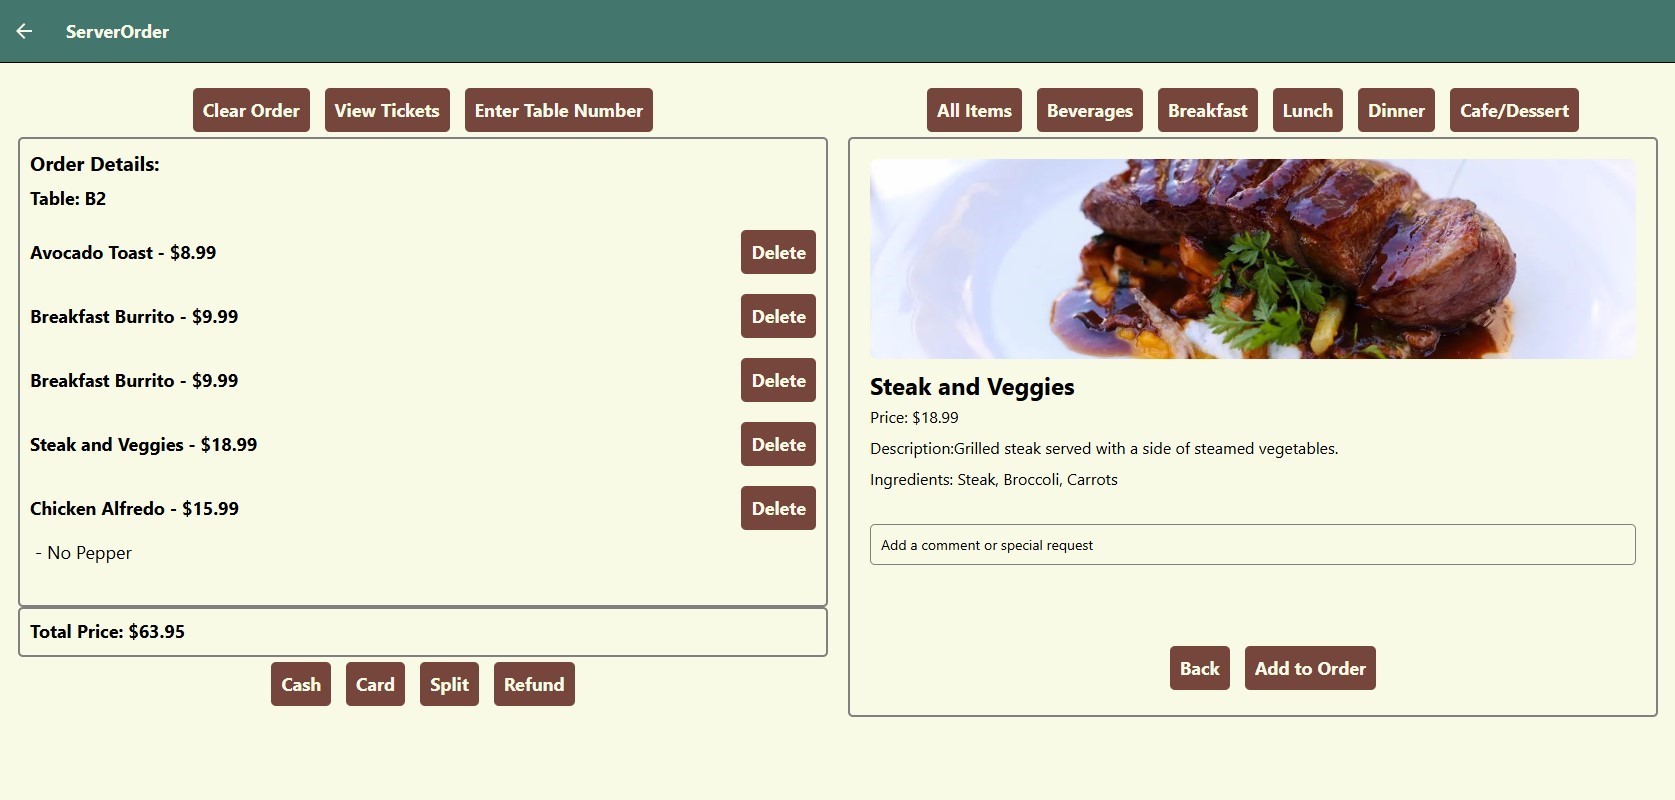 ServerOrder
Clear Order View Tickets Enter Table Number
Order Details:
Table: B2
Avocado Toast - $8.99 Delete
Breakfast Burrito - $9.99 Delete
Breakfast Burrito - $9.99 Delete
Steak and Veggies - $18.99 Delete
Chicken Alfredo - $15.99 Delete
- No Pepper
Total Price: $63.95
Cash Card Split Refund
All Items Beverages Breakfast Lunch Dinner Cafe/Dessert
Steak and Veggies
Price: $18.99
Description:Grilled steak served with a side of steamed vegetables.
Ingredients: Steak, Broccoli, Carrots
Add a comment or special request
Back Add to Order